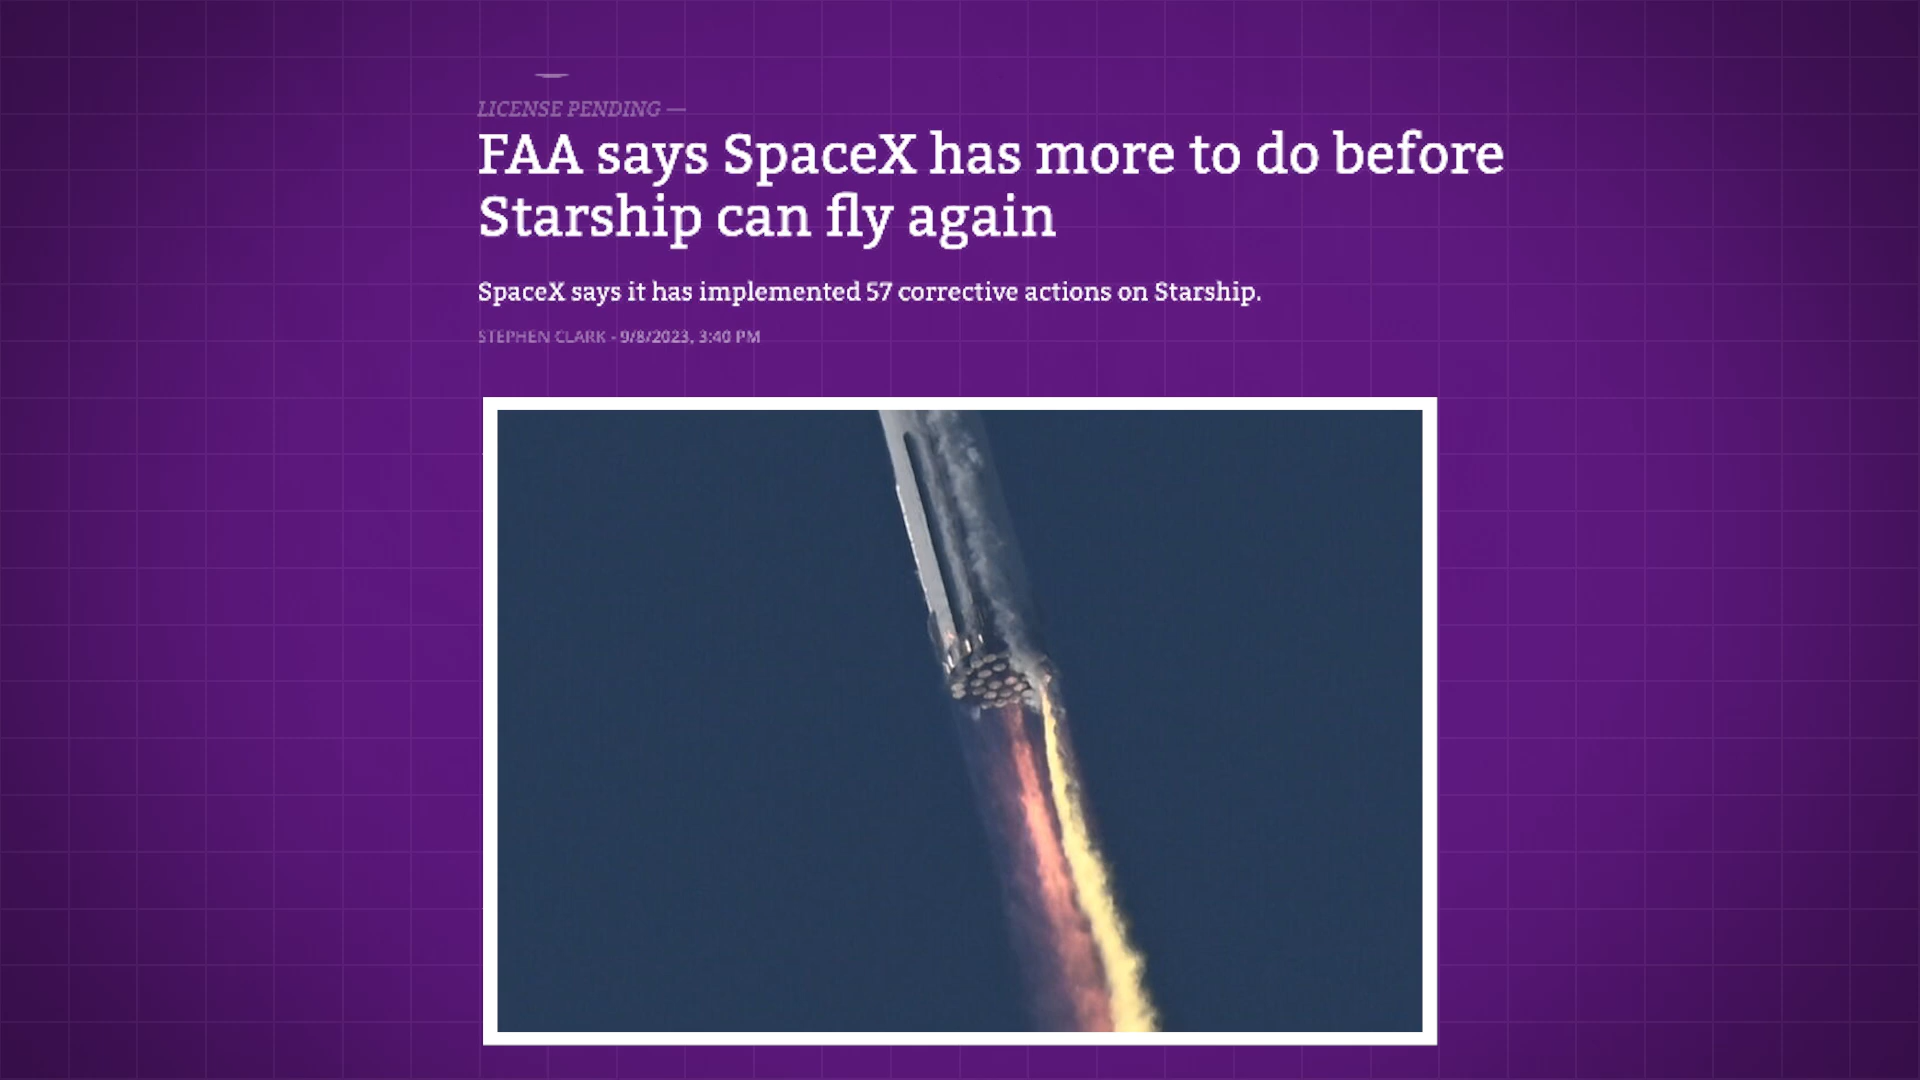 LICENSE PENDING —
FAA says SpaceX has more to do before
Starship can fly again
SpaceX says it has implemented 57 corrective actions on Starship.
STEPHEN CLARK - 9/8/2023, 3:40 PM